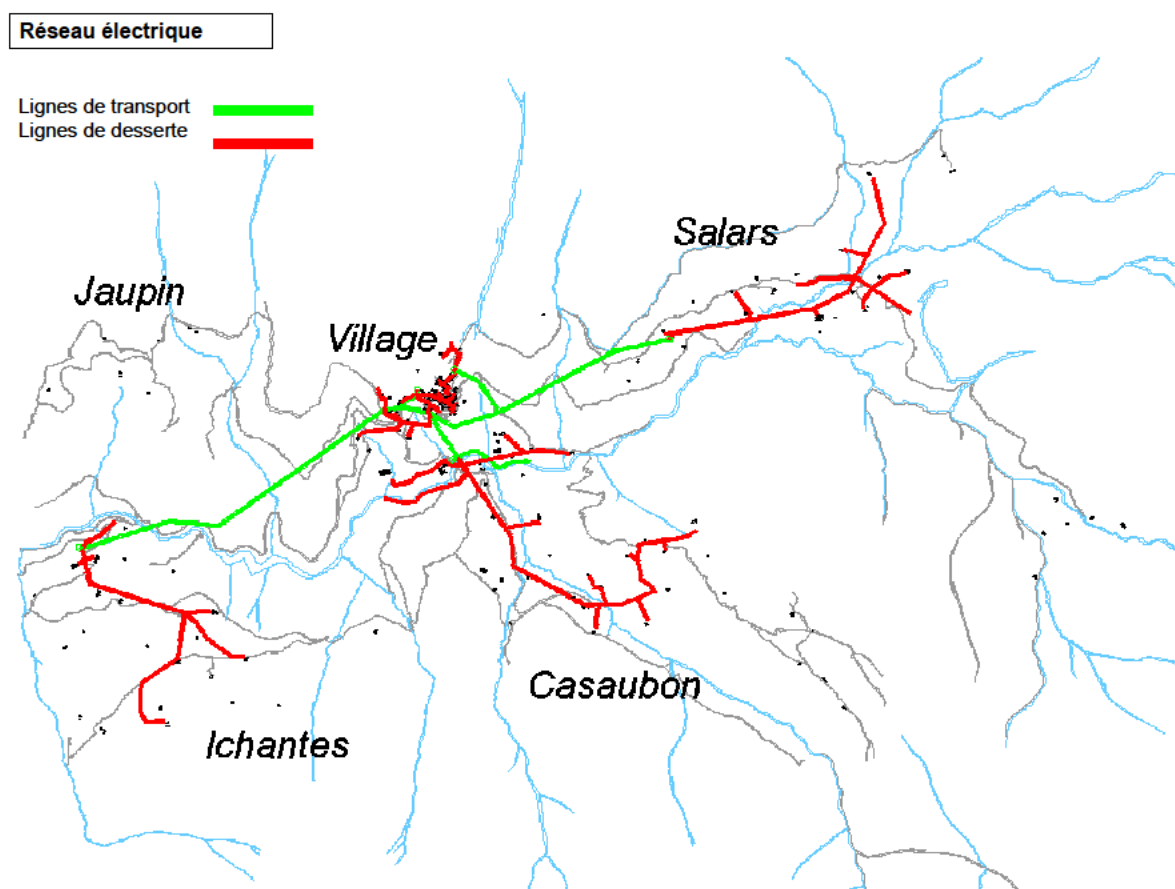 Réseau électrique
Lignes de transport
Lignes de desserte
Salars
Jaupin
Village
Casaubon
Ichantes